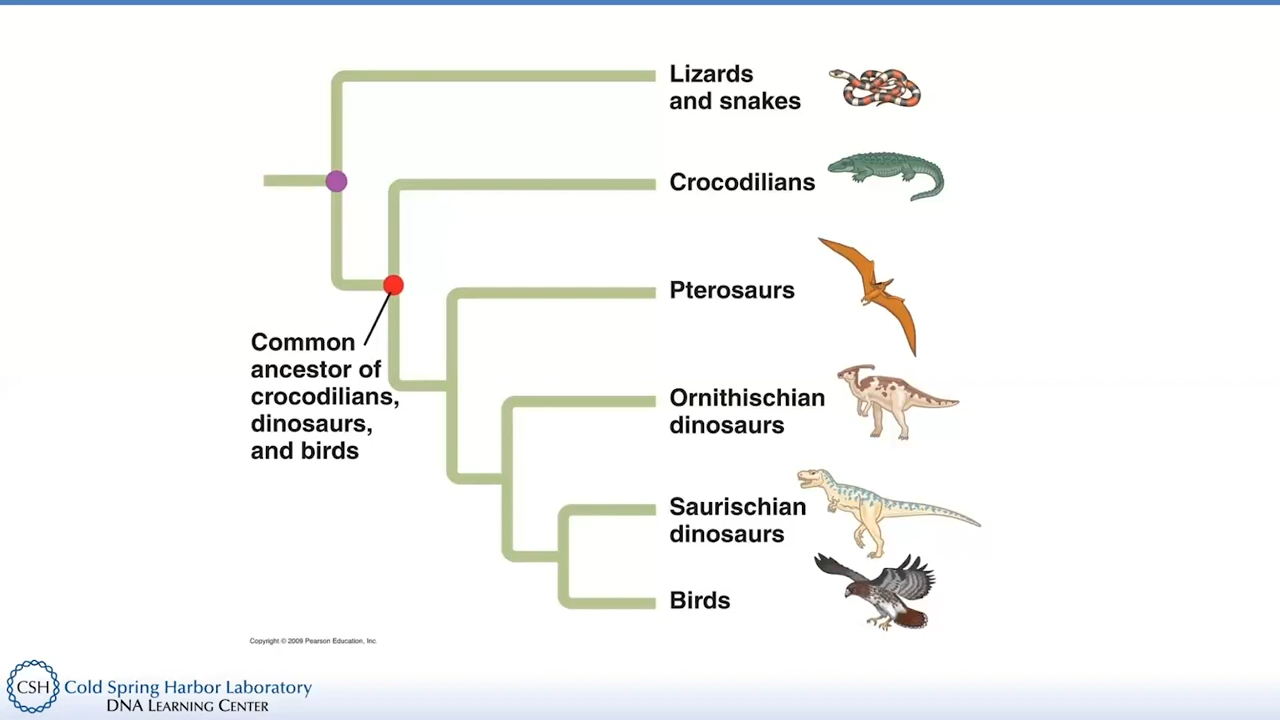 Lizards
and snakes
Crocodilians
Pterosaurs
Common
ancestor of
crocodilians,
dinosaurs,
and birds
Ornithischian
dinosaurs
Saurischian
dinosaurs
Birds
Copyright © 2009 Pearson Education, Inc.
CSH Cold Spring Harbor Laboratory
DNA LEARNING CENTER